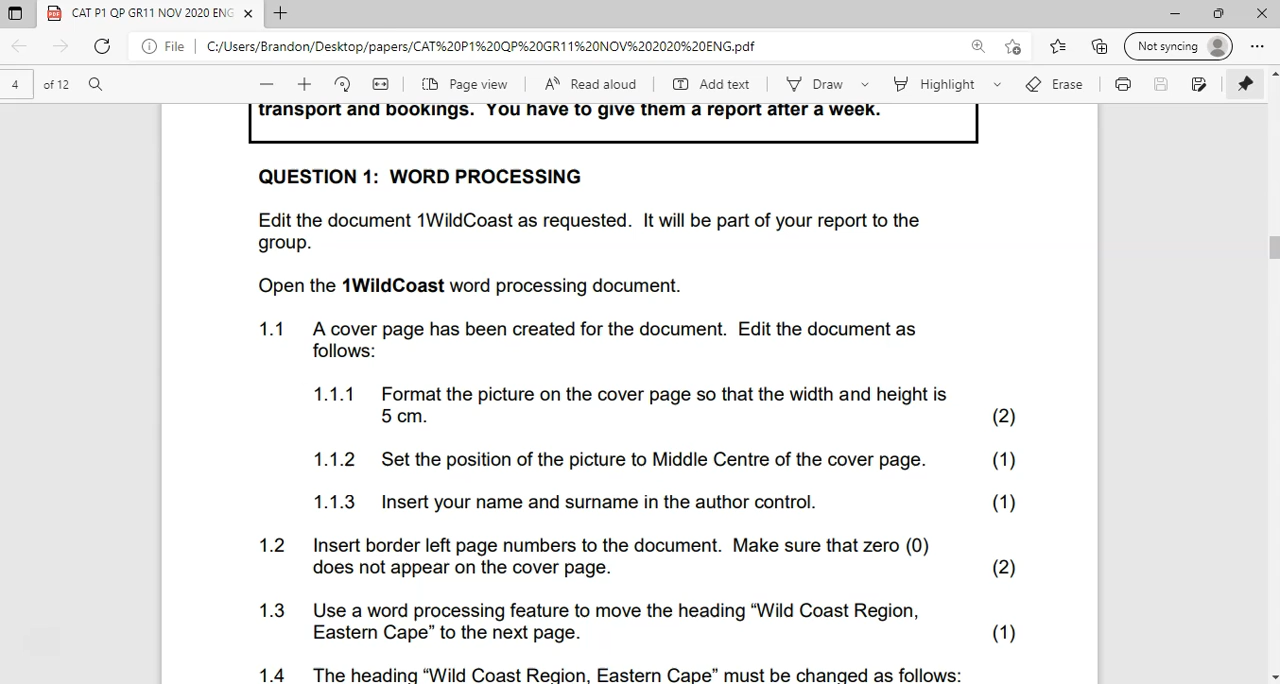 CAT P1 QP GR11 NOV 2020 ENG
File C:/Users/Brandon/Desktop/papers/CAT%20P1%20QP%20GR11%20NOV%202020%20ENG.pdf Not syncing
4 of 12 Page view Read aloud Add text Draw Highlight Erase
transport and bookings. You have to give them a report after a week.
QUESTION 1: WORD PROCESSING
Edit the document 1WildCoast as requested. It will be part of your report to the
group.
Open the 1WildCoast word processing document.
1.1 A cover page has been created for the document. Edit the document as
follows:
1.1.1 Format the picture on the cover page so that the width and height is
5 cm. (2)
1.1.2 Set the position of the picture to Middle Centre of the cover page. (1)
1.1.3 Insert your name and surname in the author control. (1)
1.2 Insert border left page numbers to the document. Make sure that zero (0)
does not appear on the cover page. (2)
1.3 Use a word processing feature to move the heading “Wild Coast Region,
Eastern Cape” to the next page. (1)
1.4 The heading “Wild Coast Region, Eastern Cape” must be changed as follows: